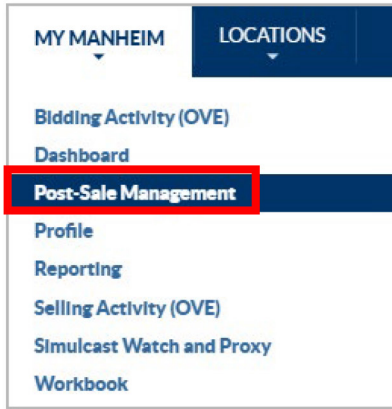 MY MANHEIM LOCATIONS
Bidding Activity (OVE)
Dashboard
Post-Sale Management
Profile
Reporting
Selling Activity (OVE)
Simulcast Watch and Proxy
Workbook